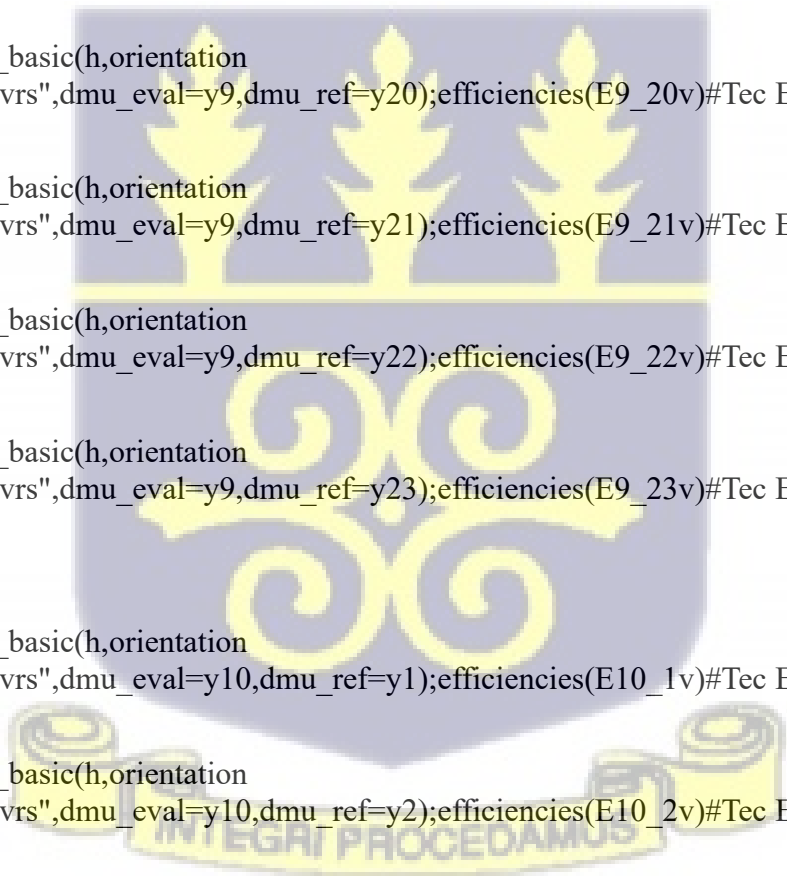 _basic(h,orientation
vrs",dmu_eval=y9,dmu_ref=y20);efficiencies(E9_20v)#Tec E
_basic(h,orientation
vrs",dmu_eval=y9,dmu_ref=y21);efficiencies(E9_21v)#Tec E
_basic(h,orientation
vrs",dmu_eval=y9,dmu_ref=y22);efficiencies(E9_22v)#Tec E
_basic(h,orientation
vrs",dmu_eval=y9,dmu_ref=y23);efficiencies(E9_23v)#Tec E
_basic(h,orientation
vrs",dmu_eval=y10,dmu_ref=y1);efficiencies(E10_1v)#Tec E
_basic(h,orientation
vrs",dmu_eval=y10,dmu_ref=y2);efficiencies(E10_2v)#Tec E
INTEGRI PROCEDAMUS